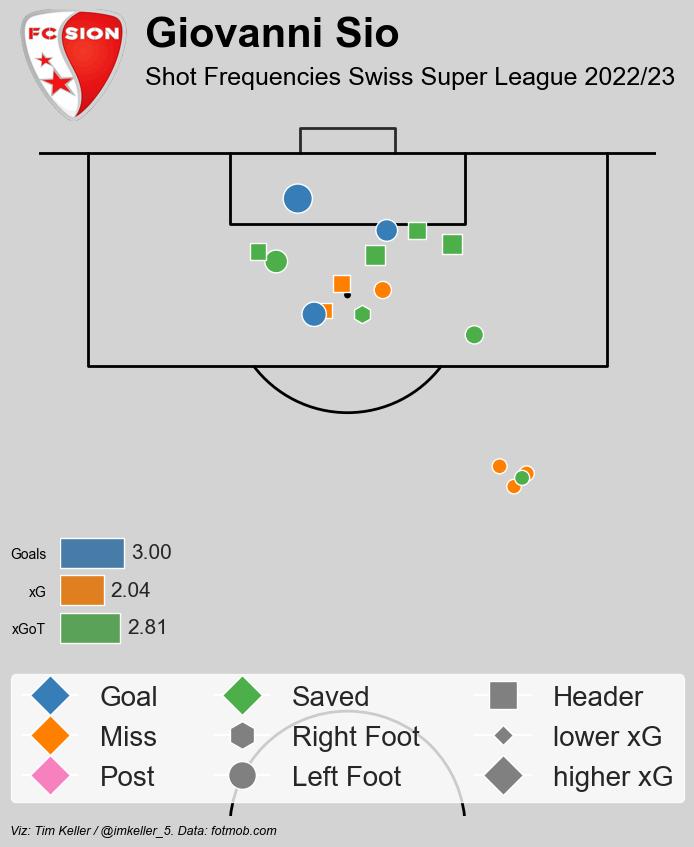 FC SION
Giovanni Sio
Shot Frequencies Swiss Super League 2022/23
Goals 3.00
xG 2.04
xGoT 2.81
Goal Saved Header
Miss Right Foot lower xG
Post Left Foot higher xG
Viz: Tim Keller / @imkeller_5. Data: fotmob.com